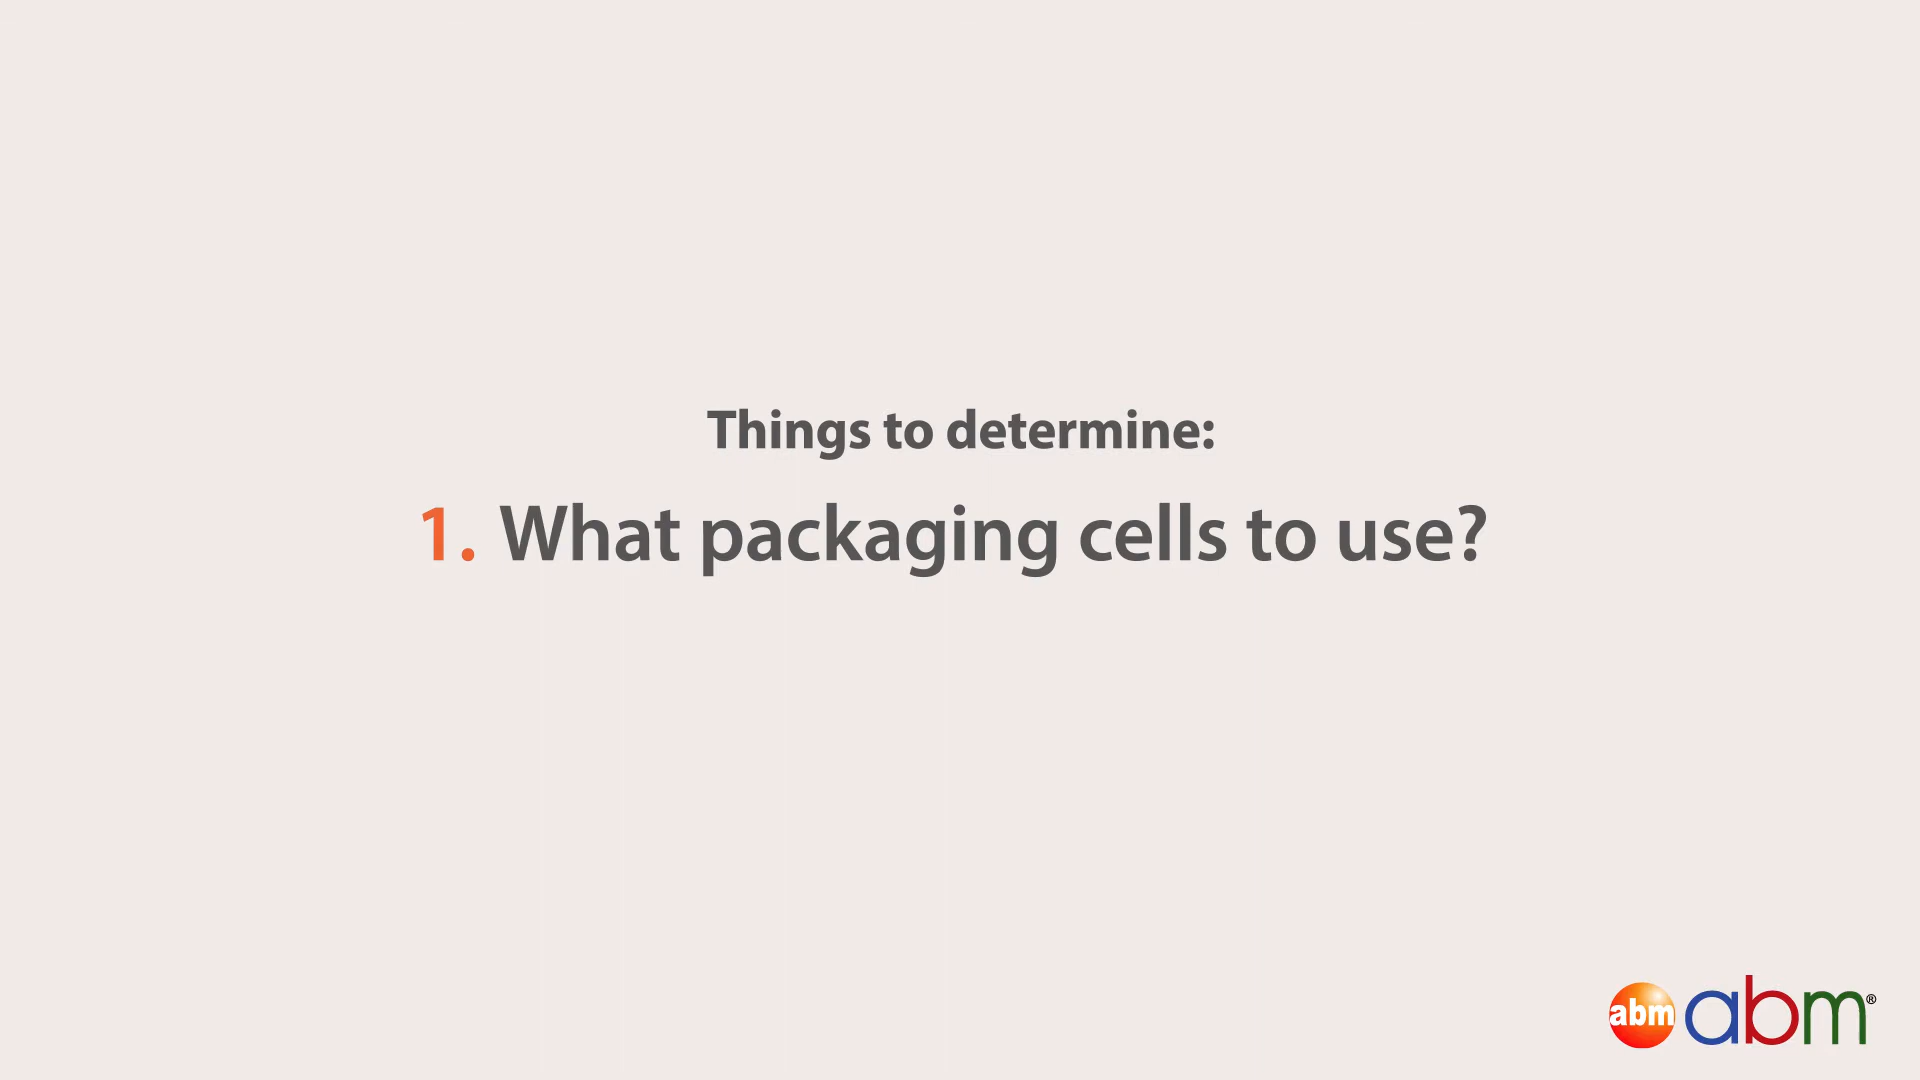 Things to determine:
1. What packaging cells to use?
abm abm®